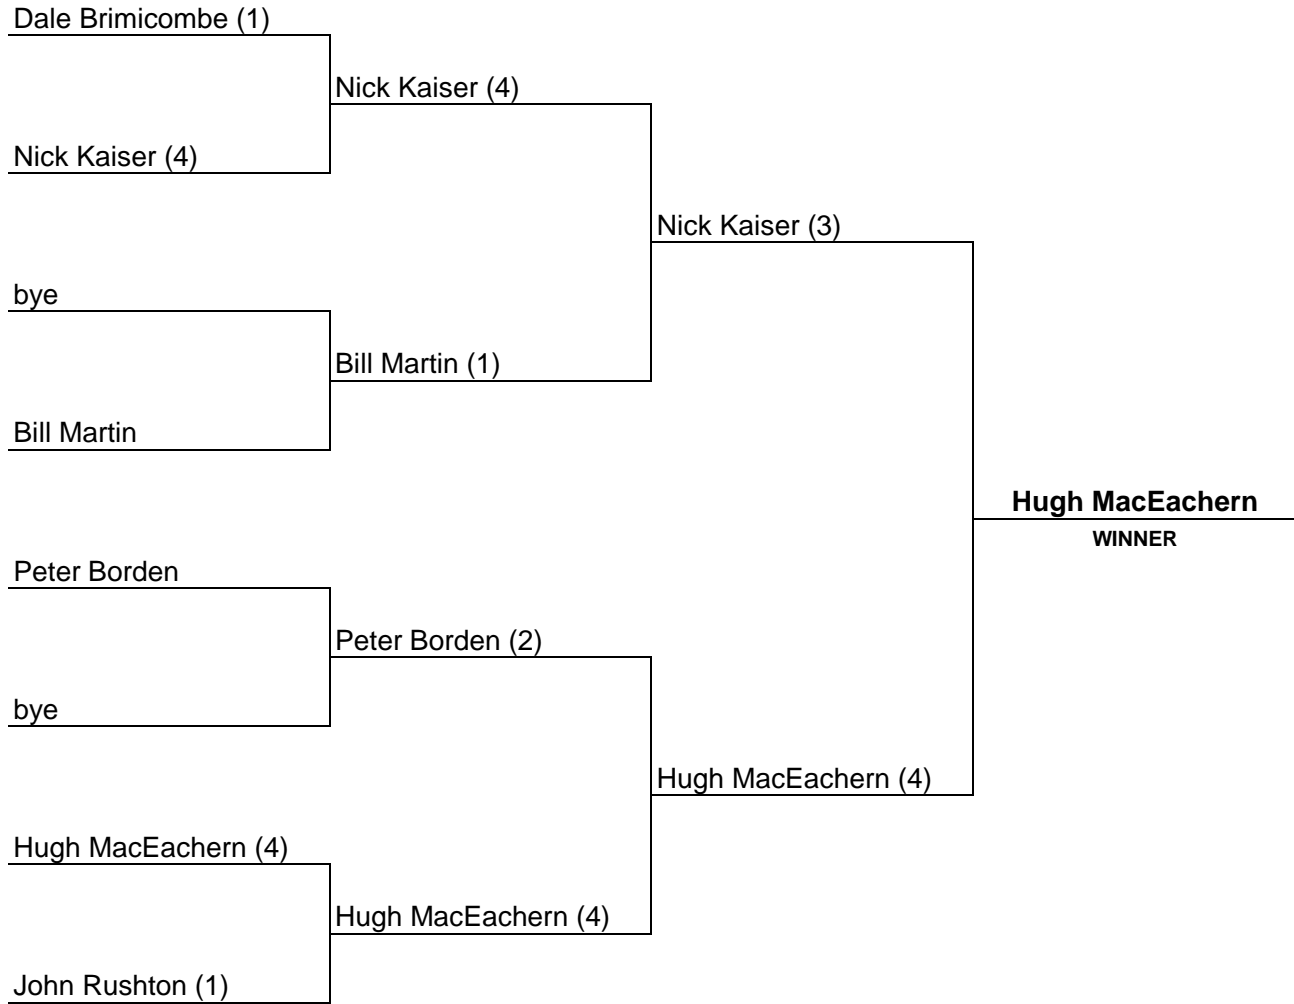 Dale Brimicombe (1)
Nick Kaiser (4)
Nick Kaiser (4)
Nick Kaiser (3)
bye
Bill Martin (1)
Bill Martin
Hugh MacEachern
WINNER
Peter Borden
Peter Borden (2)
bye
Hugh MacEachern (4)
Hugh MacEachern (4)
Hugh MacEachern (4)
John Rushton (1)